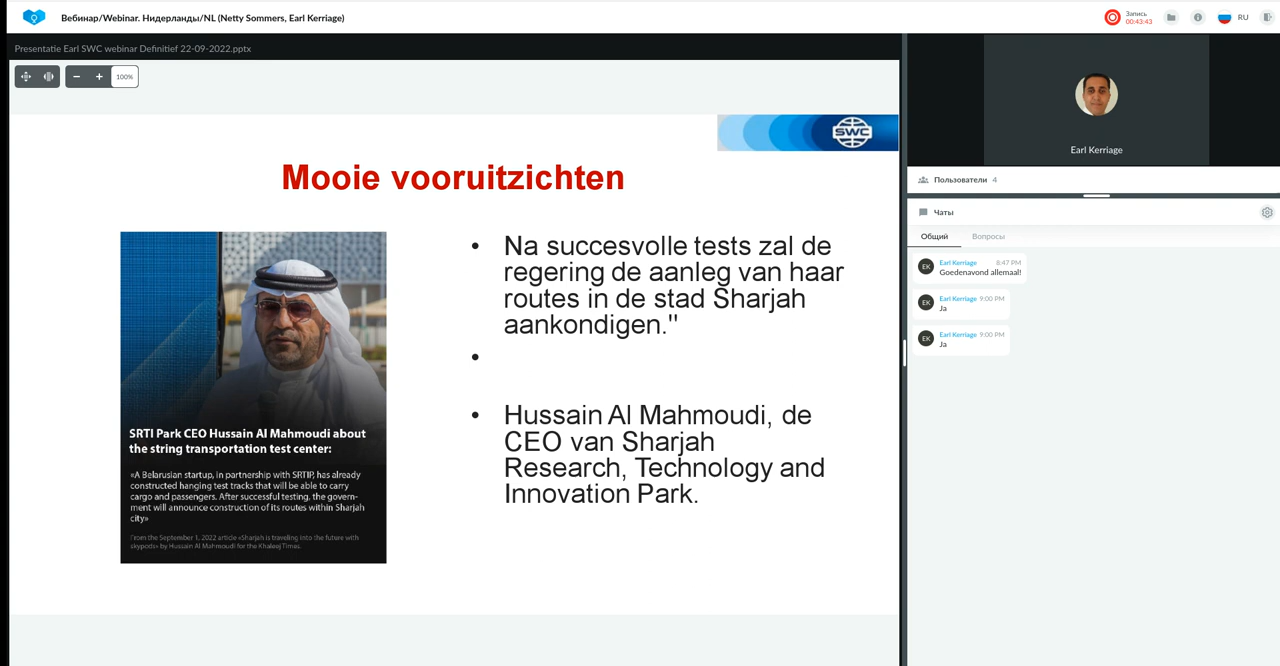 Вебинар/Webinar. Нидерланды/NL (Netty Sommers, Earl Kerriage)
Запись
00:43:43
RU
Presentatie Earl SWC webinar Definitief 22-09-2022.pptx
100%
SWC
Mooie vooruitzichten
SRTI Park CEO Hussain Al Mahmoudi about
the string transportation test center:
«A Belarusian startup, in partnership with SRTIP, has already
constructed hanging test tracks that will be able to carry
cargo and passengers. After successful testing, the govern-
ment will announce construction of its routes within Sharjah
city»
From the September 1, 2022 article «Sharjah is traveling into the future with
skypods» by Hussain Al Mahmoudi for the Khaleej Times.
• Na succesvolle tests zal de
regering de aanleg van haar
routes in de stad Sharjah
aankondigen."
•
• Hussain Al Mahmoudi, de
CEO van Sharjah
Research, Technology and
Innovation Park.
Earl Kerriage
Пользователи 4
Чаты
Общий Вопросы
EK Earl Kerriage 8:47 PM
Goedenavond allemaal!
EK Earl Kerriage 9:00 PM
Ja
EK Earl Kerriage 9:00 PM
Ja